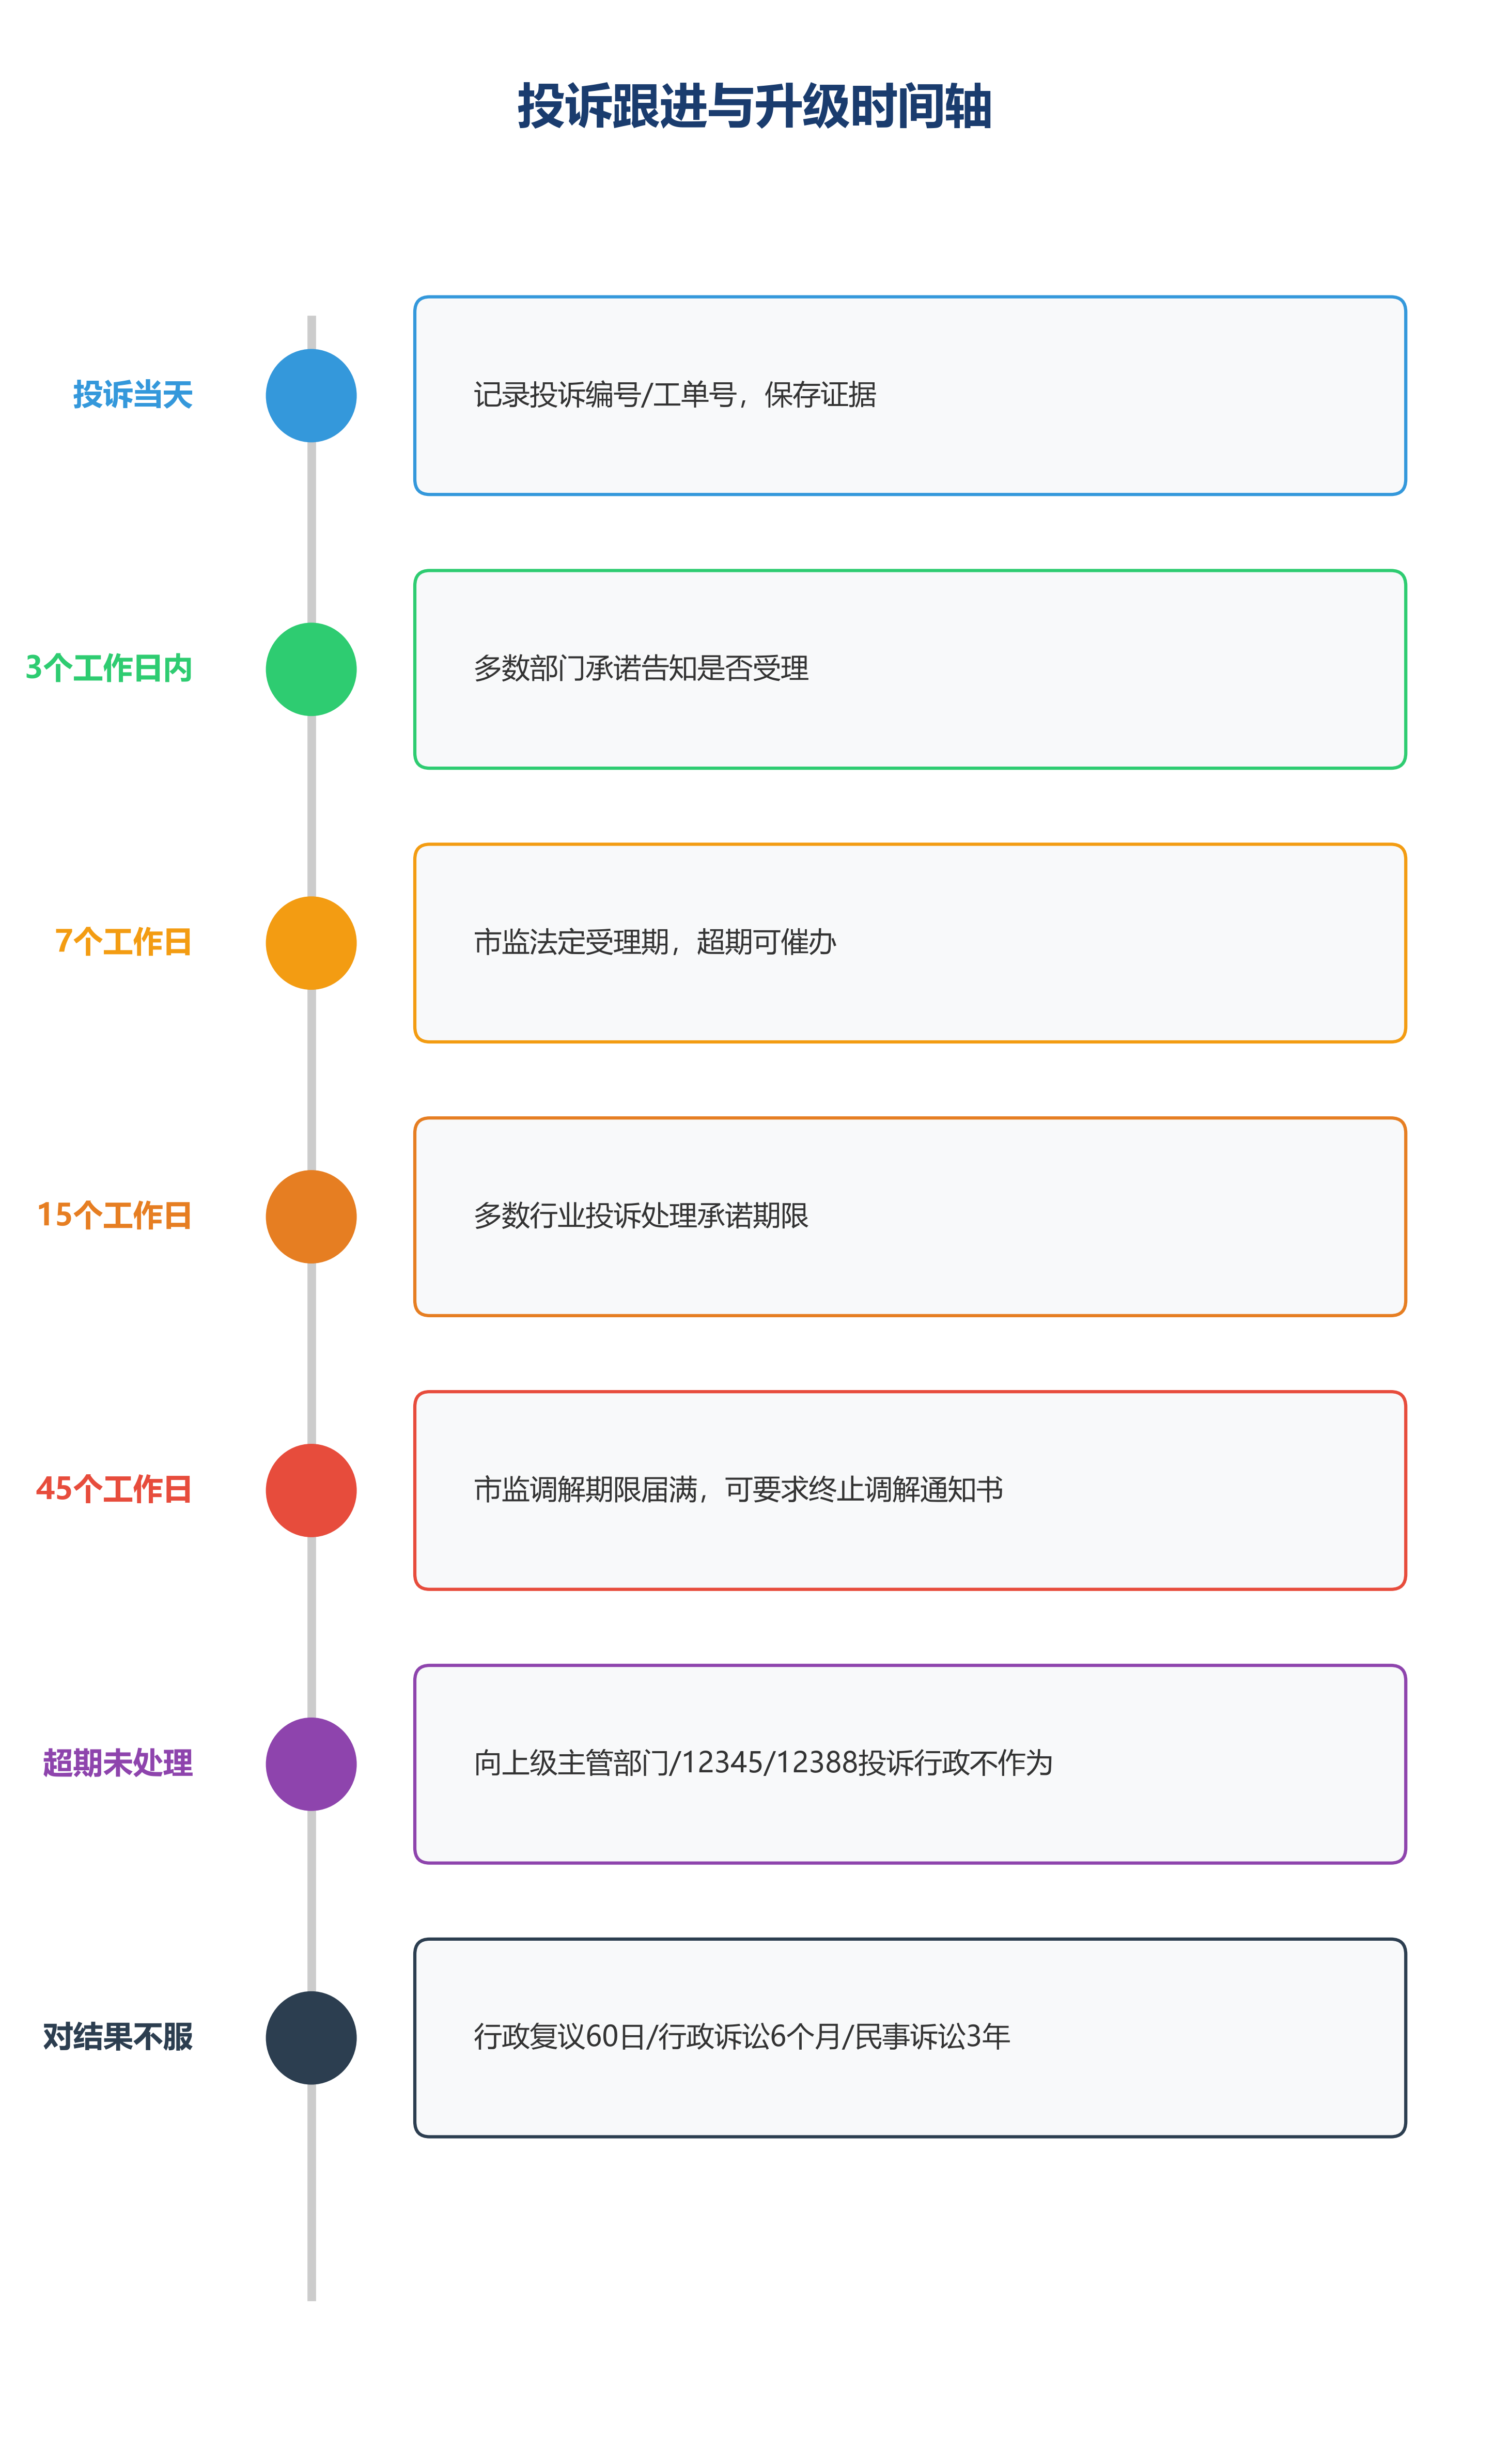 投诉跟进与升级时间轴
投诉当天
记录投诉编号/工单号，保存证据
3个工作日内
多数部门承诺告知是否受理
7个工作日
市监法定受理期，超期可催办
15个工作日
多数行业投诉处理承诺期限
45个工作日
市监调解期限届满，可要求终止调解通知书
超期未处理
向上级主管部门/12345/12388投诉行政不作为
对结果不服
行政复议60日/行政诉讼6个月/民事诉讼3年